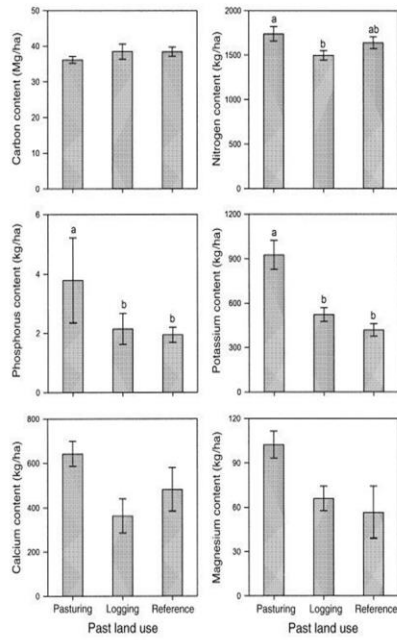 Carbon content (Mg/ha)
50
40
30
20
10
0
Nitrogen content (kg/ha)
2000
1500
1000
500
0
a
b
ab
Phosphorus content (kg/ha)
6
4
2
0
a
b
b
Potassium content (kg/ha)
1200
900
600
300
0
a
b
b
Calcium content (kg/ha)
800
600
400
200
0
Pasturing Logging Reference
Past land use
Magnesium content (kg/ha)
120
90
60
30
0
Pasturing Logging Reference
Past land use